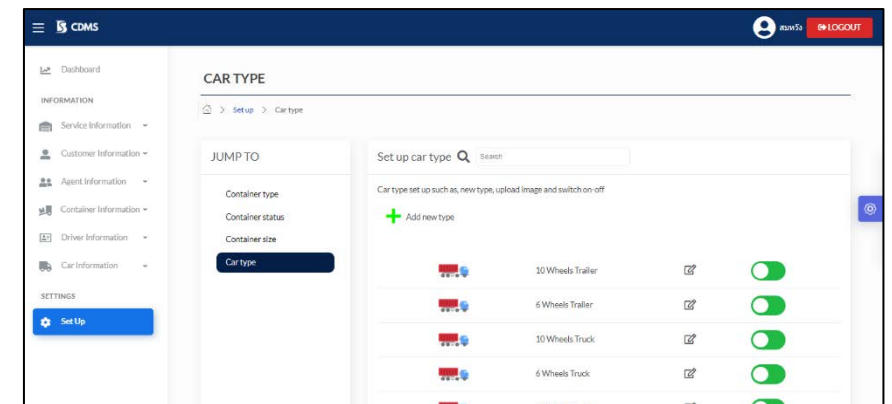 CDMS
สมหวัง
LOGOUT
Dashboard
INFORMATION
Service Information
Customer Information
Agent Information
Container Information
Driver Information
Car Information
SETTINGS
Set Up
CAR TYPE
> Set up > Car type
JUMP TO
Container type
Container status
Container size
Car type
Set up car type Search
Car type set up such as, new type, upload image and switch on-off
Add new type
10 Wheels Trailer
6 Wheels Trailer
10 Wheels Truck
6 Wheels Truck